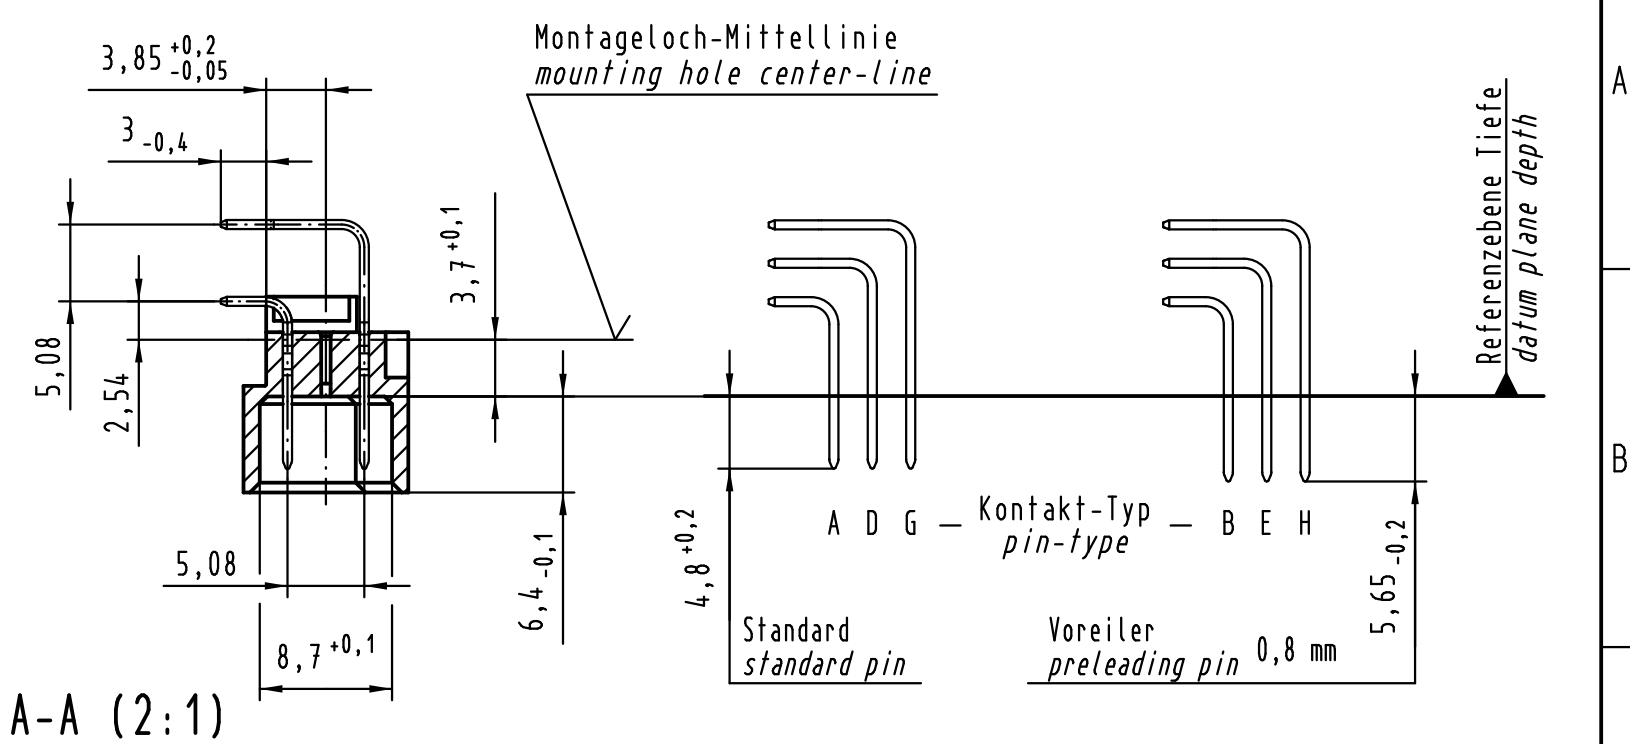 3,85 +0,2 -0,05
3 -0,4
5,08
2,54
3,7 +0,1
Montageloch-Mittellinie
mounting hole center-line
Referenzebene Tiefe
datum plane depth
A
B
A D G — Kontakt-Typ — B E H
pin-type
5,08
8,7 +0,1
6,4 -0,1
4,8 +0,2
Standard
standard pin
Voreiler
preleading pin 0,8 mm
5,65 -0,2
A-A (2:1)